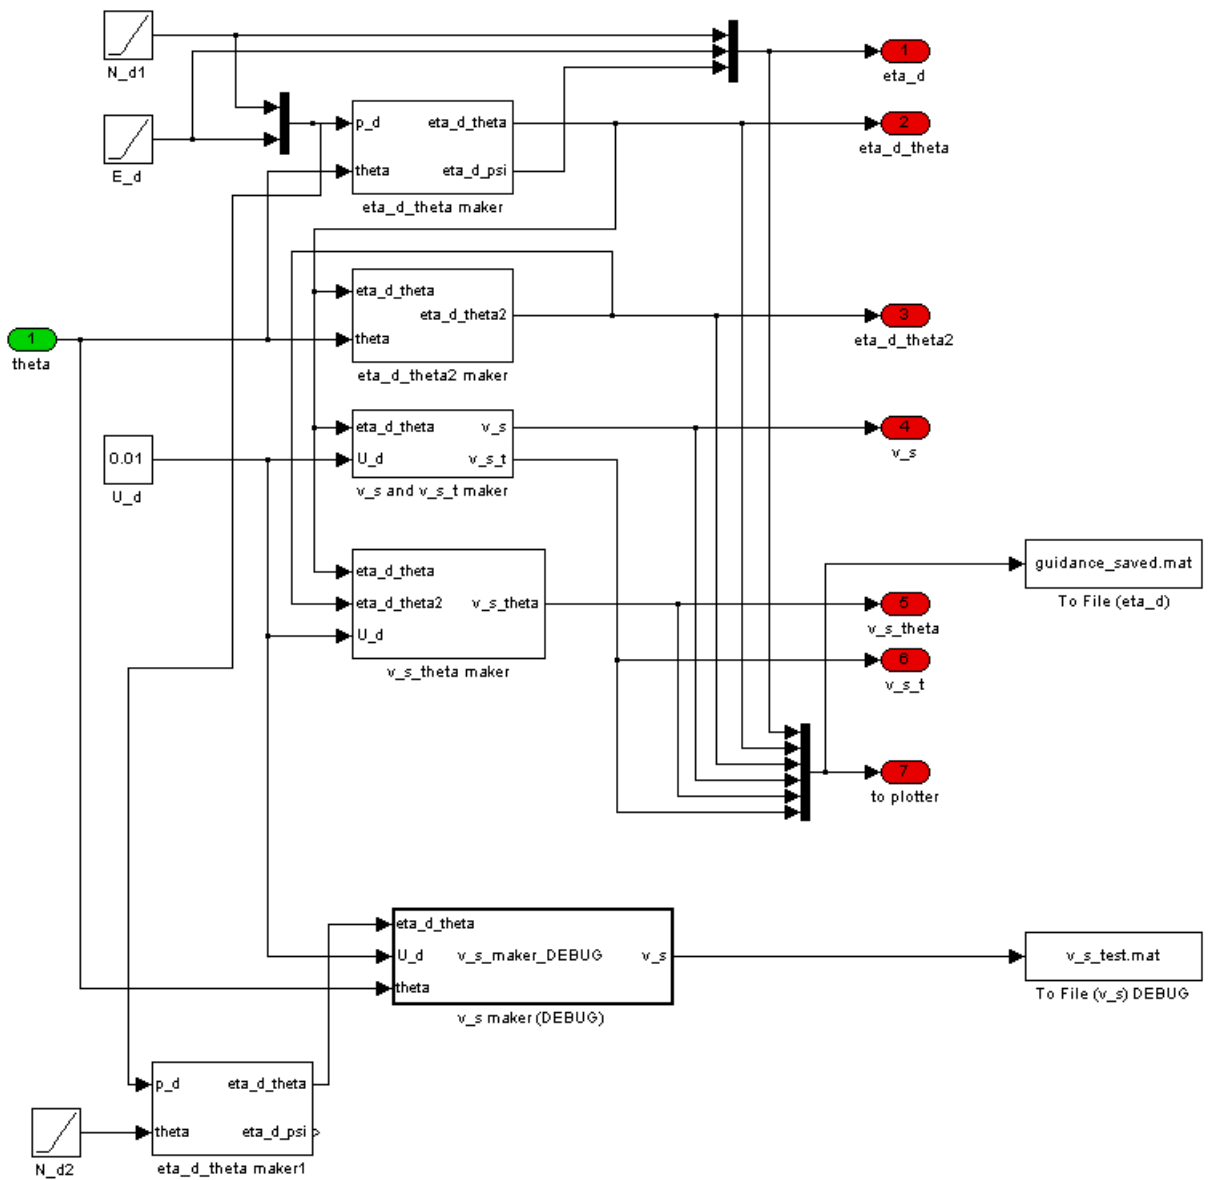 N_d1
E_d
p_d
theta
eta_d_theta
eta_d_psi
eta_d_theta maker
1
eta_d
2
eta_d_theta
eta_d_theta
theta
eta_d_theta2
eta_d_theta2 maker
3
eta_d_theta2
1
theta
0.01
U_d
eta_d_theta
U_d
v_s
v_s_t
v_s and v_s_t maker
4
v_s
eta_d_theta
eta_d_theta2
U_d
v_s_theta
v_s_theta maker
5
v_s_theta
6
v_s_t
guidance_saved.mat
To File (eta_d)
7
to plotter
eta_d_theta
U_d
theta
v_s_maker_DEBUG
v_s
v_s maker (DEBUG)
v_s_test.mat
To File (v_s) DEBUG
p_d
theta
eta_d_theta
eta_d_psi
eta_d_theta maker1
N_d2